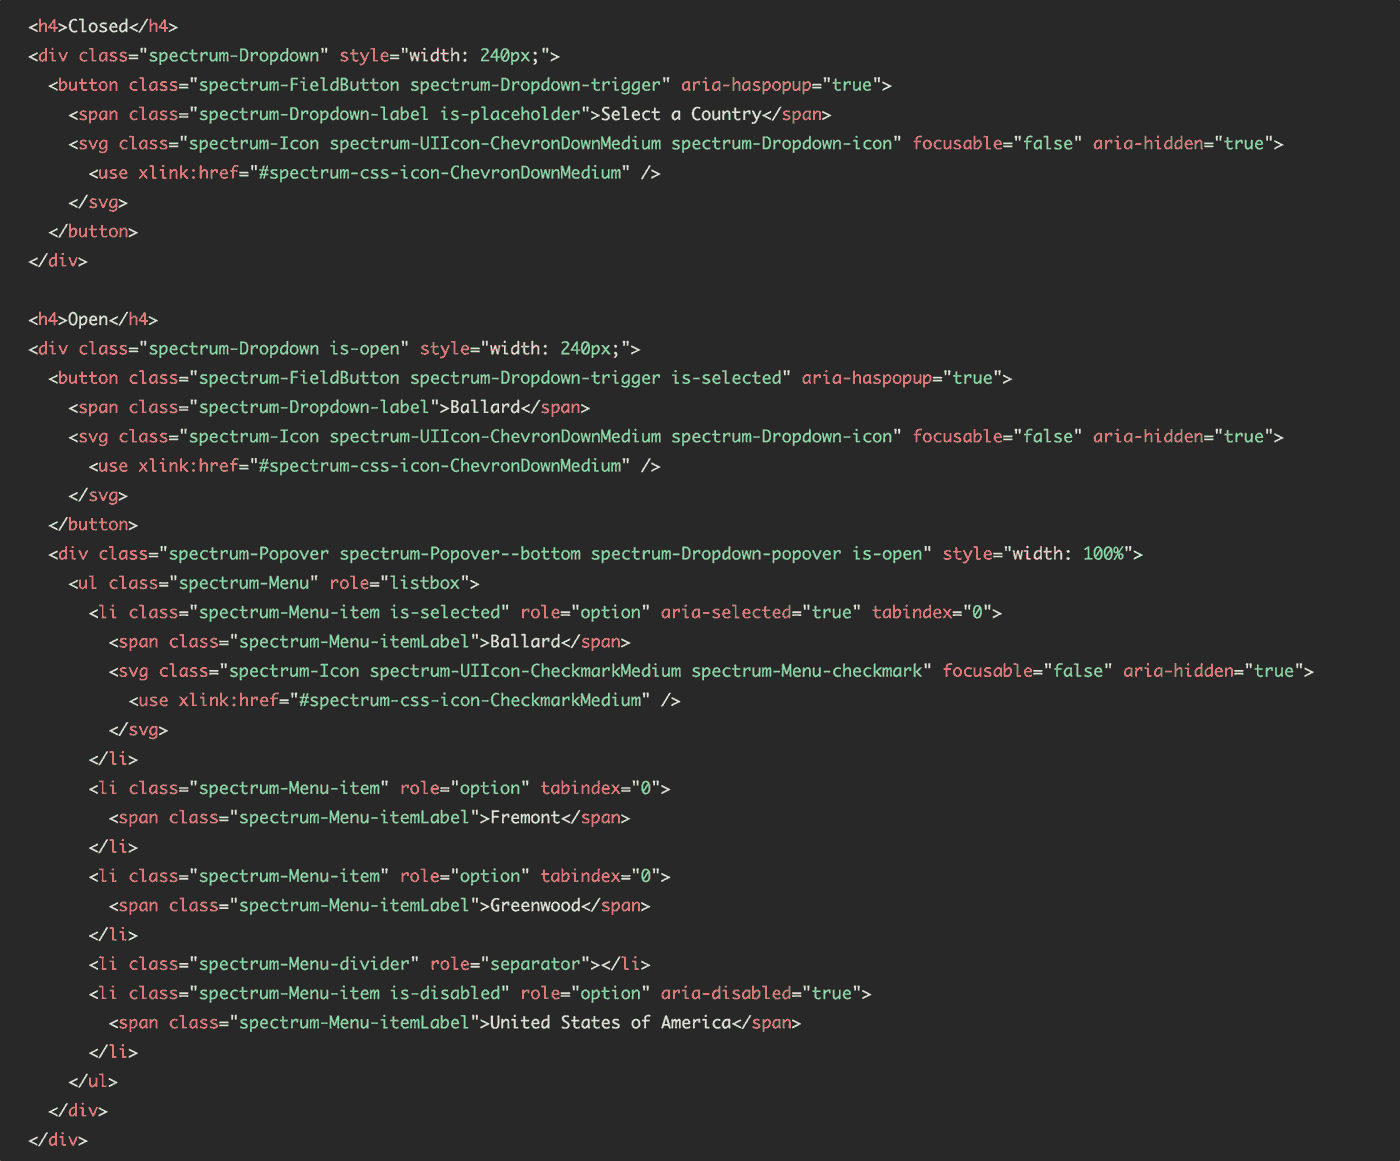 <h4>Closed</h4>
<div class="spectrum-Dropdown" style="width: 240px;">
  <button class="spectrum-FieldButton spectrum-Dropdown-trigger" aria-haspopup="true">
    <span class="spectrum-Dropdown-label is-placeholder">Select a Country</span>
    <svg class="spectrum-Icon spectrum-UIIcon-ChevronDownMedium spectrum-Dropdown-icon" focusable="false" aria-hidden="true">
      <use xlink:href="#spectrum-css-icon-ChevronDownMedium" />
    </svg>
  </button>
</div>

<h4>Open</h4>
<div class="spectrum-Dropdown is-open" style="width: 240px;">
  <button class="spectrum-FieldButton spectrum-Dropdown-trigger is-selected" aria-haspopup="true">
    <span class="spectrum-Dropdown-label">Ballard</span>
    <svg class="spectrum-Icon spectrum-UIIcon-ChevronDownMedium spectrum-Dropdown-icon" focusable="false" aria-hidden="true">
      <use xlink:href="#spectrum-css-icon-ChevronDownMedium" />
    </svg>
  </button>
  <div class="spectrum-Popover spectrum-Popover--bottom spectrum-Dropdown-popover is-open" style="width: 100%">
    <ul class="spectrum-Menu" role="listbox">
      <li class="spectrum-Menu-item is-selected" role="option" aria-selected="true" tabindex="0">
        <span class="spectrum-Menu-itemLabel">Ballard</span>
        <svg class="spectrum-Icon spectrum-UIIcon-CheckmarkMedium spectrum-Menu-checkmark" focusable="false" aria-hidden="true">
          <use xlink:href="#spectrum-css-icon-CheckmarkMedium" />
        </svg>
      </li>
      <li class="spectrum-Menu-item" role="option" tabindex="0">
        <span class="spectrum-Menu-itemLabel">Fremont</span>
      </li>
      <li class="spectrum-Menu-item" role="option" tabindex="0">
        <span class="spectrum-Menu-itemLabel">Greenwood</span>
      </li>
      <li class="spectrum-Menu-divider" role="separator"></li>
      <li class="spectrum-Menu-item is-disabled" role="option" aria-disabled="true">
        <span class="spectrum-Menu-itemLabel">United States of America</span>
      </li>
    </ul>
  </div>
</div>